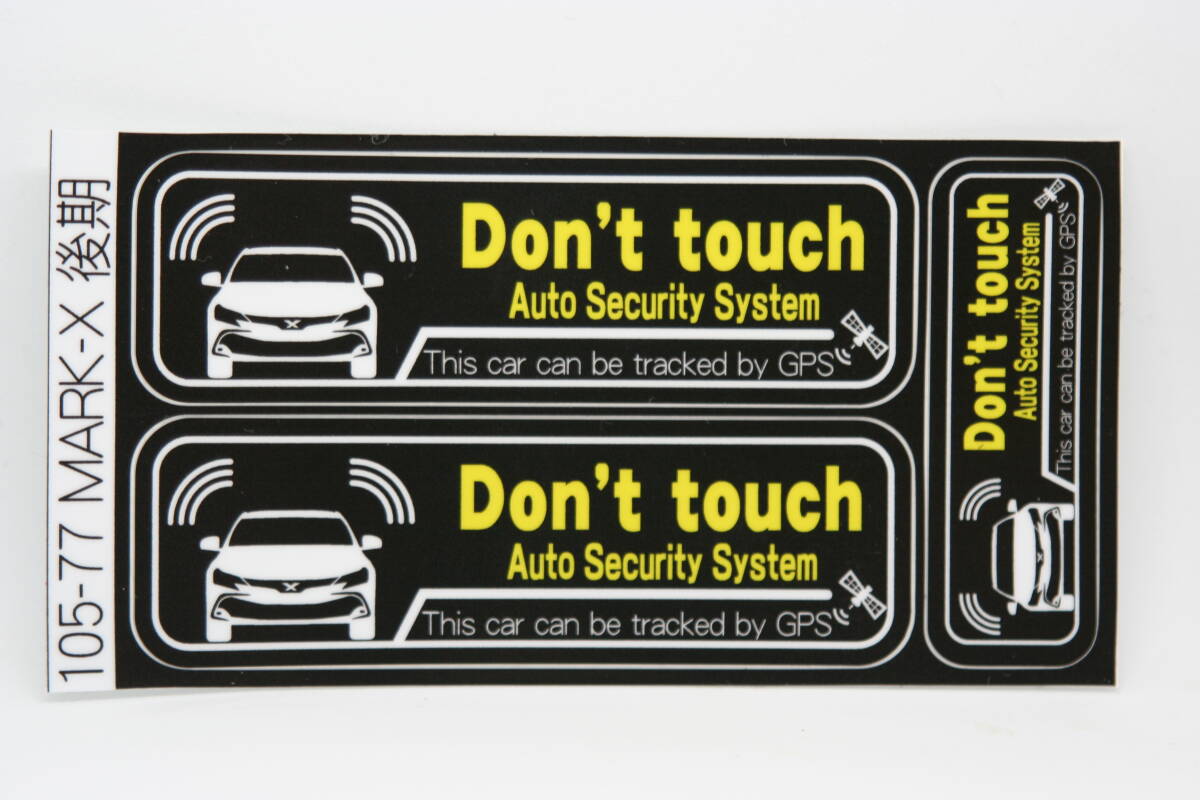 105-77 MARK-X 後期
Don't touch
Auto Security System
This car can be tracked by GPS
Don't touch
Auto Security System
This car can be tracked by GPS
Don't touch
Auto Security System
This car can be tracked by GPS